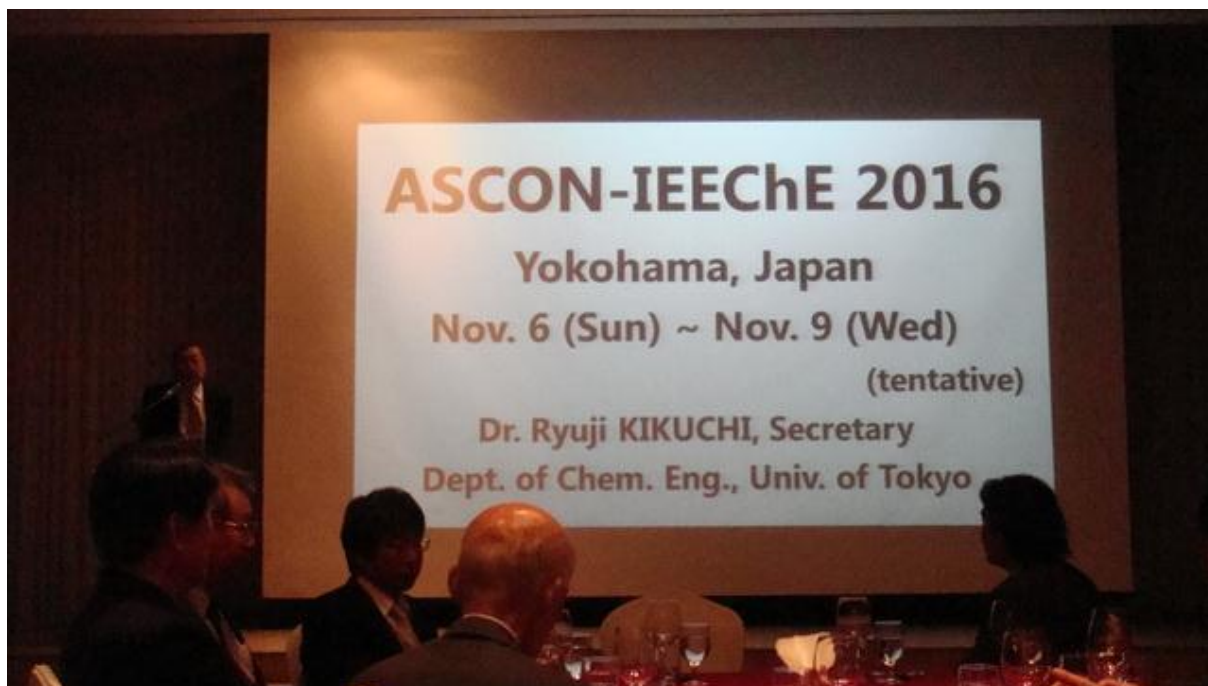 ASCON-IEEChE 2016
Yokohama, Japan
Nov. 6 (Sun) ~ Nov. 9 (Wed)
(tentative)
Dr. Ryuji KIKUCHI, Secretary
Dept. of Chem. Eng., Univ. of Tokyo